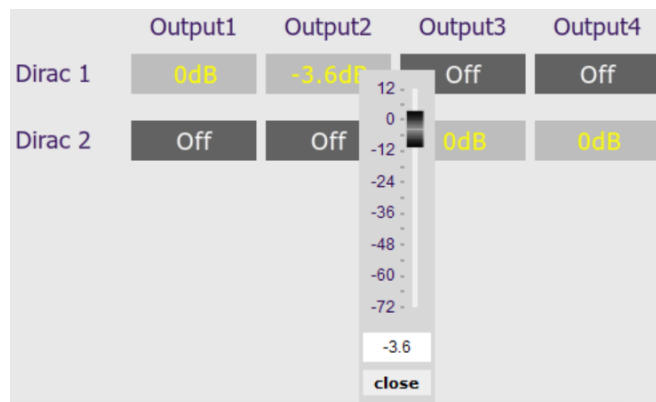 Output1 Output2 Output3 Output4
Dirac 1 0dB -3.6dB Off Off
Dirac 2 Off Off 0dB 0dB
12
0
-12
-24
-36
-48
-60
-72
-3.6
close